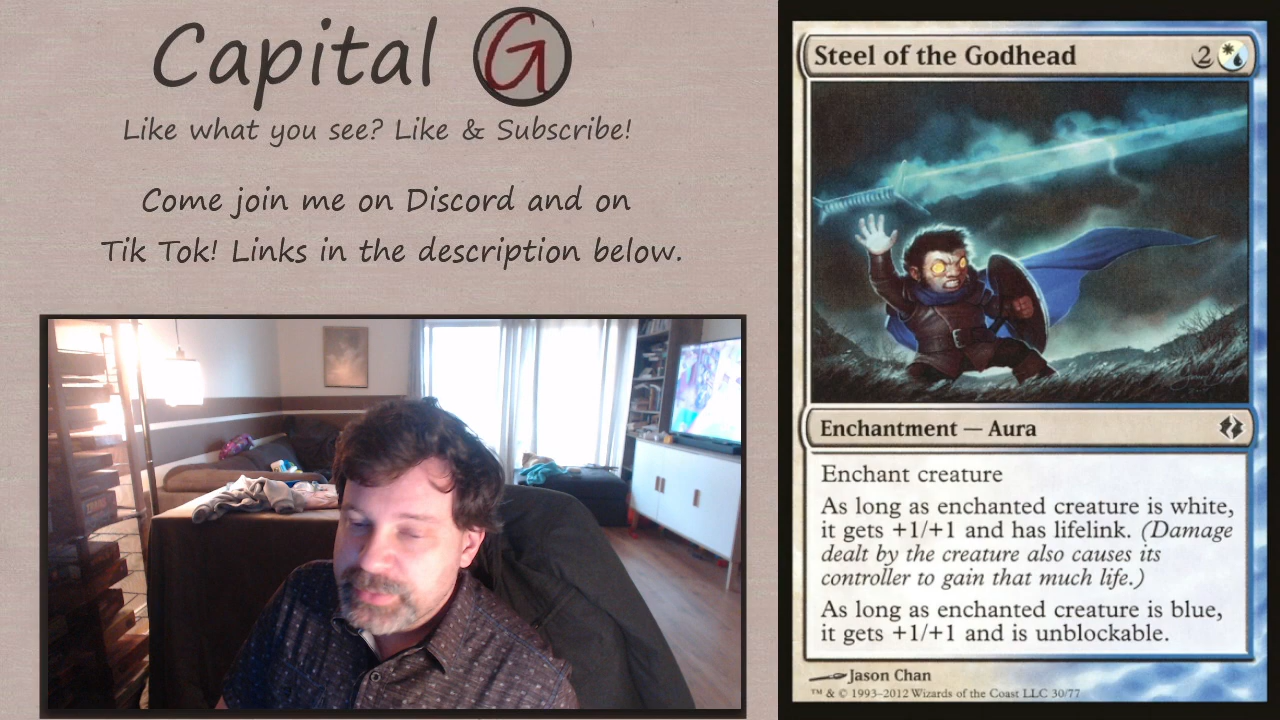 Capital G
Like what you see? Like & Subscribe!
Come join me on Discord and on
Tik Tok! Links in the description below.
Steel of the Godhead 2
Enchantment — Aura
Enchant creature
As long as enchanted creature is white,
it gets +1/+1 and has lifelink. (Damage
dealt by the creature also causes its
controller to gain that much life.)
As long as enchanted creature is blue,
it gets +1/+1 and is unblockable.
Jason Chan
™ & © 1993–2012 Wizards of the Coast LLC 30/77